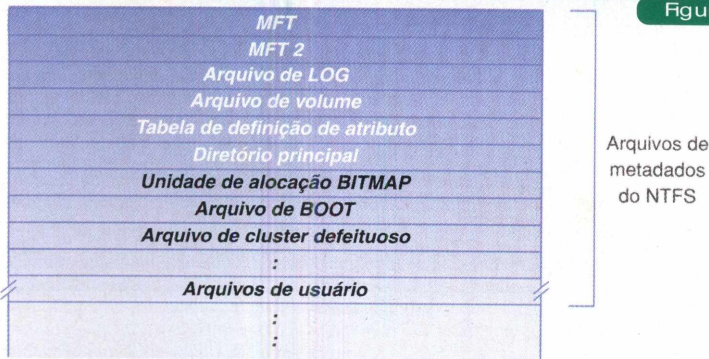 Figu
MFT
MFT 2
Arquivo de LOG
Arquivo de volume
Tabela de definição de atributo
Diretório principal
Unidade de alocação BITMAP
Arquivo de BOOT
Arquivo de cluster defeituoso
:
Arquivos de usuário
:
:
Arquivos de
metadados
do NTFS